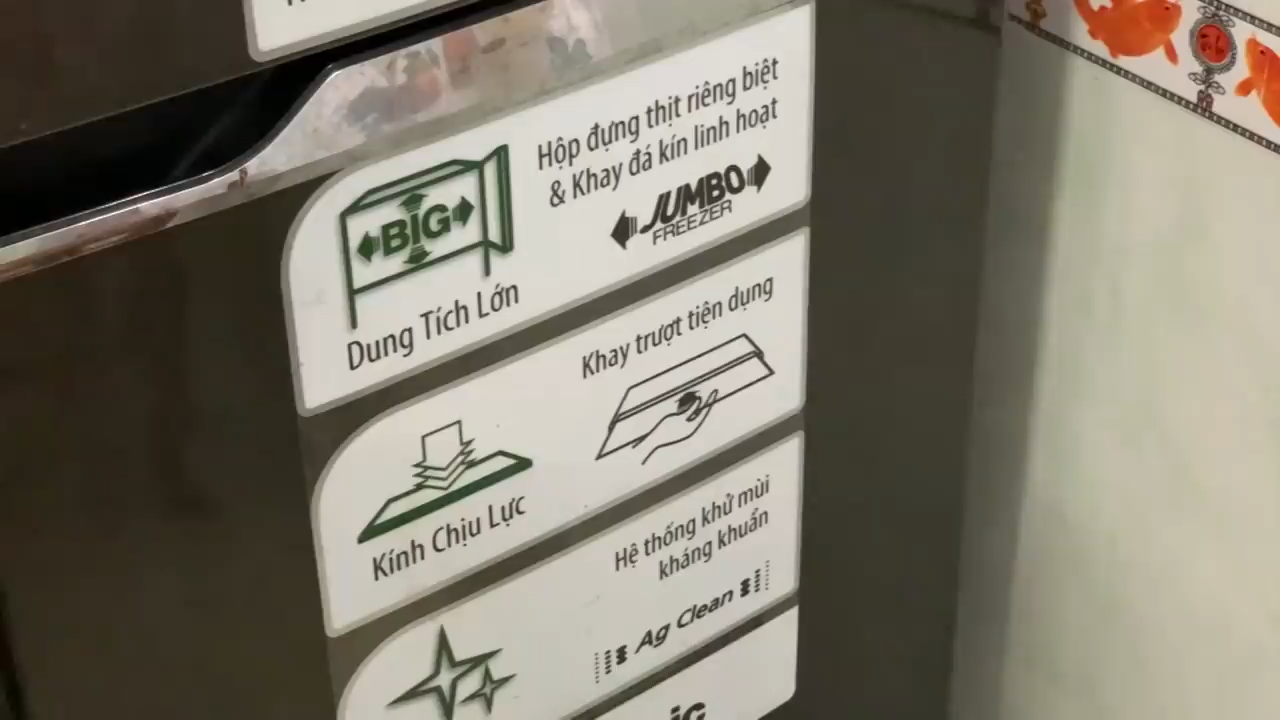 Hộp đựng thịt riêng biệt
& Khay đá kín linh hoạt
BIG
JUMBO
FREEZER
Dung Tích Lớn
Khay trượt tiện dụng
Kính Chịu Lực
Hệ thống khử mùi
kháng khuẩn
Ag Clean